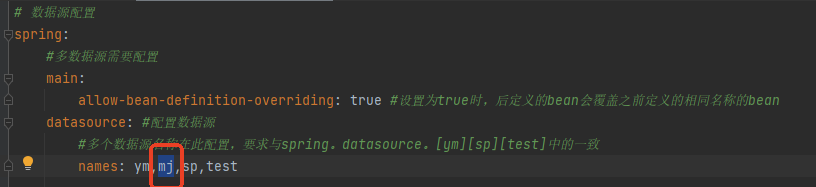 # 数据源配置
spring:
#多数据源需要配置
main:
allow-bean-definition-overriding: true #设置为true时，后定义的bean会覆盖之前定义的相同名称的bean
datasource: #配置数据源
#多个数据源名称在此配置，要求与spring。datasource。[ym][sp][test]中的一致
names: ym,mj,sp,test